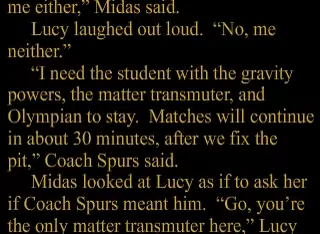 me either,” Midas said.
Lucy laughed out loud.  “No, me
neither.”
“I need the student with the gravity
powers, the matter transmuter, and
Olympian to stay.  Matches will continue
in about 30 minutes, after we fix the
pit,” Coach Spurs said.
Midas looked at Lucy as if to ask her
if Coach Spurs meant him.  “Go, you’re
the only matter transmuter here,” Lucy